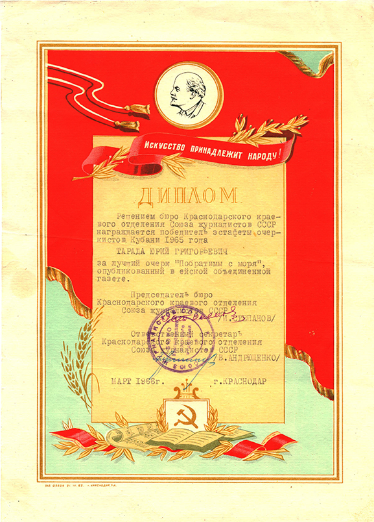 ИСКУССТВО ПРИНАДЛЕЖИТ НАРОДУ!
ДИПЛОМ
Решением бюро Краснодарского крае-
вого отделения Союза журналистов СССР
награждается победитель эстафеты очер-
кистов Кубани 1965 года
ТАРАДА ЮРИЙ ГРИГОРЬЕВИЧ
за лучший очерк "Побратимы с моря",
опубликованный в ейской объединенной
газете.
Председатель бюро
Краснодарского краевого отделения
Союза журналистов СССР
Ответственный секретарь
Краснодарского краевого отделения
Союза журналистов СССР
В.АНДРЮЩЕНКО/
МАРТ 1966г. г.КРАСНОДАР